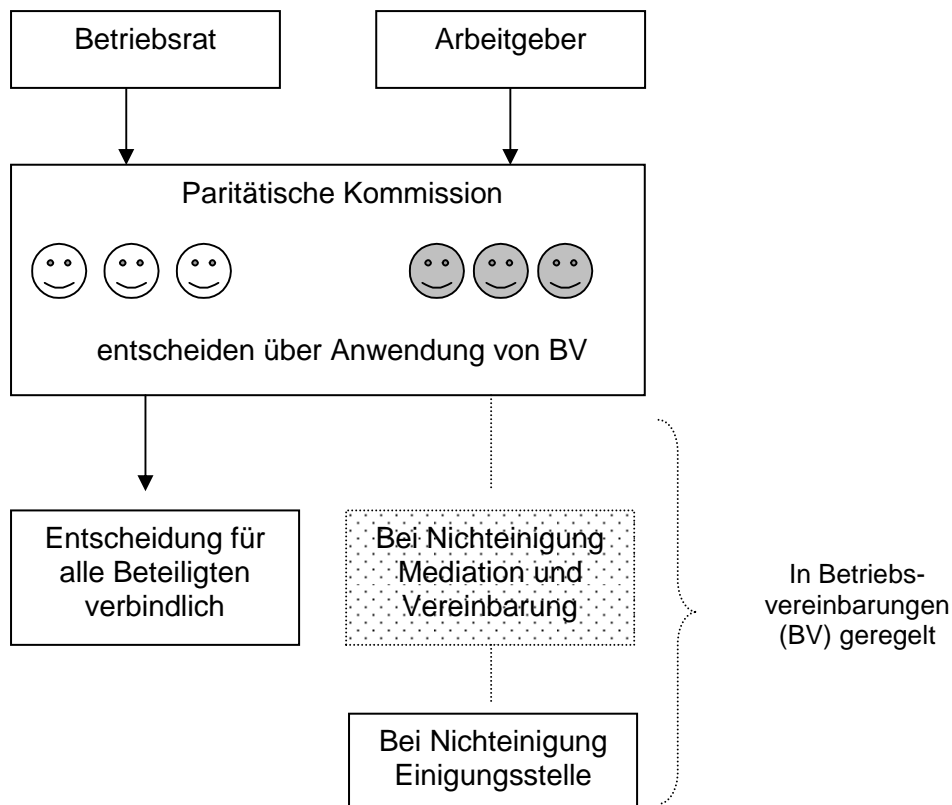 Betriebsrat
Arbeitgeber
Paritätische Kommission
entscheiden über Anwendung von BV
Entscheidung für
alle Beteiligten
verbindlich
Bei Nichteinigung
Mediation und
Vereinbarung
In Betriebs-
vereinbarungen
(BV) geregelt
Bei Nichteinigung
Einigungsstelle